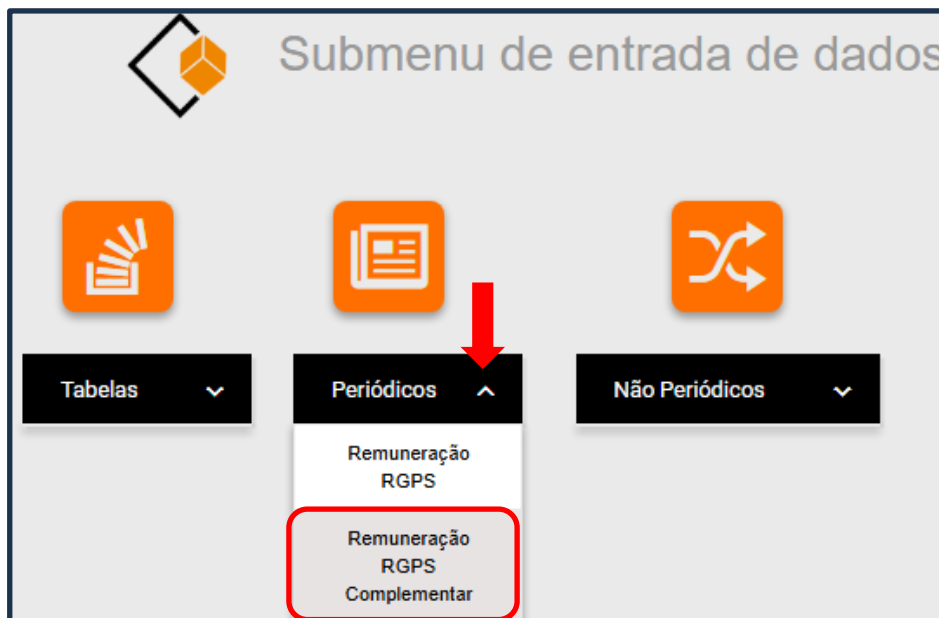 Submenu de entrada de dados
Tabelas
Periódicos
Não Periódicos
Remuneração
RGPS
Remuneração
RGPS
Complementar